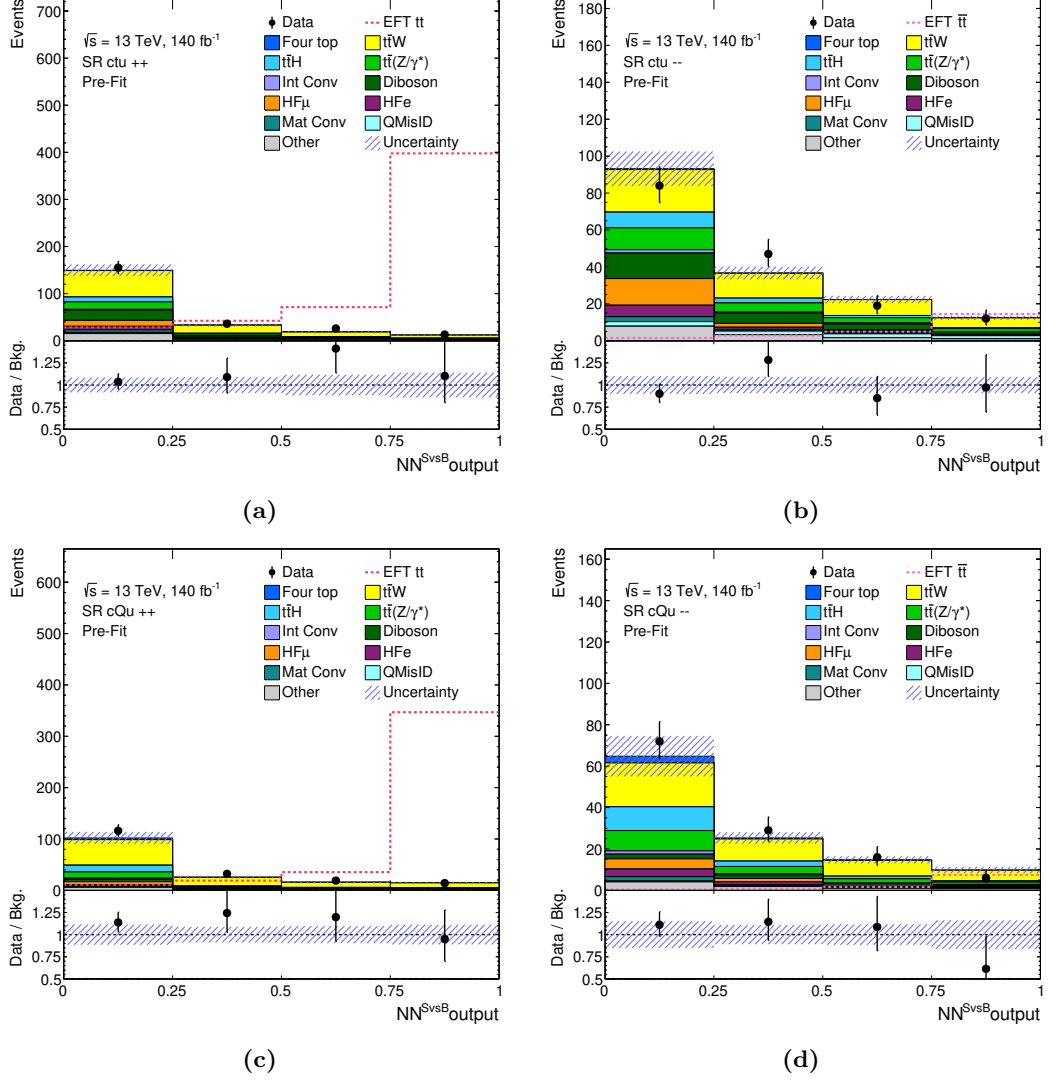 Events
700
600
500
400
300
200
100
0
√s = 13 TeV, 140 fb⁻¹
SR ctu ++
Pre-Fit
Data
EFT tt
Four top
tt̄W
tt̄H
tt̄(Z/γ*)
Int Conv
Diboson
HFμ
HFe
Mat Conv
QMisID
Other
Uncertainty
Data / Bkg.
1.25
1
0.75
0.5
0 0.25 0.5 0.75 1
NN^SvsB output
(a)
Events
180
160
140
120
100
80
60
40
20
0
√s = 13 TeV, 140 fb⁻¹
SR ctu --
Pre-Fit
Data
EFT t̄t̄
Four top
tt̄W
tt̄H
tt̄(Z/γ*)
Int Conv
Diboson
HFμ
HFe
Mat Conv
QMisID
Other
Uncertainty
Data / Bkg.
1.25
1
0.75
0.5
0 0.25 0.5 0.75 1
NN^SvsB output
(b)
Events
600
500
400
300
200
100
0
√s = 13 TeV, 140 fb⁻¹
SR cQu ++
Pre-Fit
Data
EFT tt
Four top
tt̄W
tt̄H
tt̄(Z/γ*)
Int Conv
Diboson
HFμ
HFe
Mat Conv
QMisID
Other
Uncertainty
Data / Bkg.
1.25
1
0.75
0.5
0 0.25 0.5 0.75 1
NN^SvsB output
(c)
Events
160
140
120
100
80
60
40
20
0
√s = 13 TeV, 140 fb⁻¹
SR cQu --
Pre-Fit
Data
EFT t̄t̄
Four top
tt̄W
tt̄H
tt̄(Z/γ*)
Int Conv
Diboson
HFμ
HFe
Mat Conv
QMisID
Other
Uncertainty
Data / Bkg.
1.25
1
0.75
0.5
0 0.25 0.5 0.75 1
NN^SvsB output
(d)